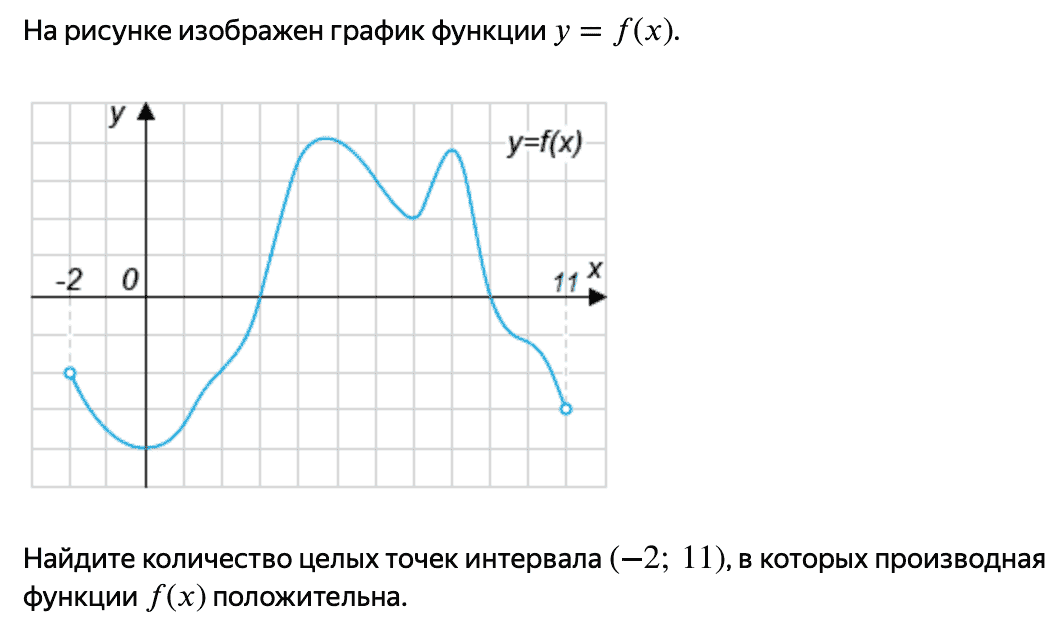 На рисунке изображен график функции y = f(x).
y
y=f(x)
-2 0 11 x
Найдите количество целых точек интервала (−2; 11), в которых производная
функции f(x) положительна.